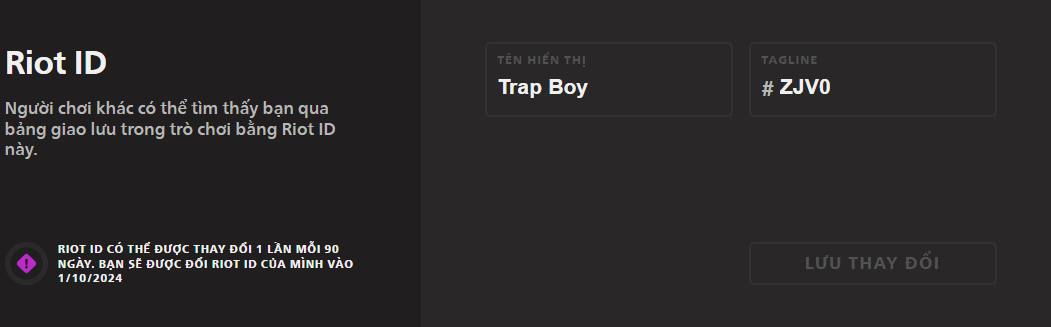 Riot ID
Người chơi khác có thể tìm thấy bạn qua
bảng giao lưu trong trò chơi bằng Riot ID
này.
RIOT ID CÓ THỂ ĐƯỢC THAY ĐỔI 1 LẦN MỖI 90
NGÀY. BẠN SẼ ĐƯỢC ĐỔI RIOT ID CỦA MÌNH VÀO
1/10/2024
TÊN HIỂN THỊ
Trap Boy
TAGLINE
# ZJV0
LƯU THAY ĐỔI